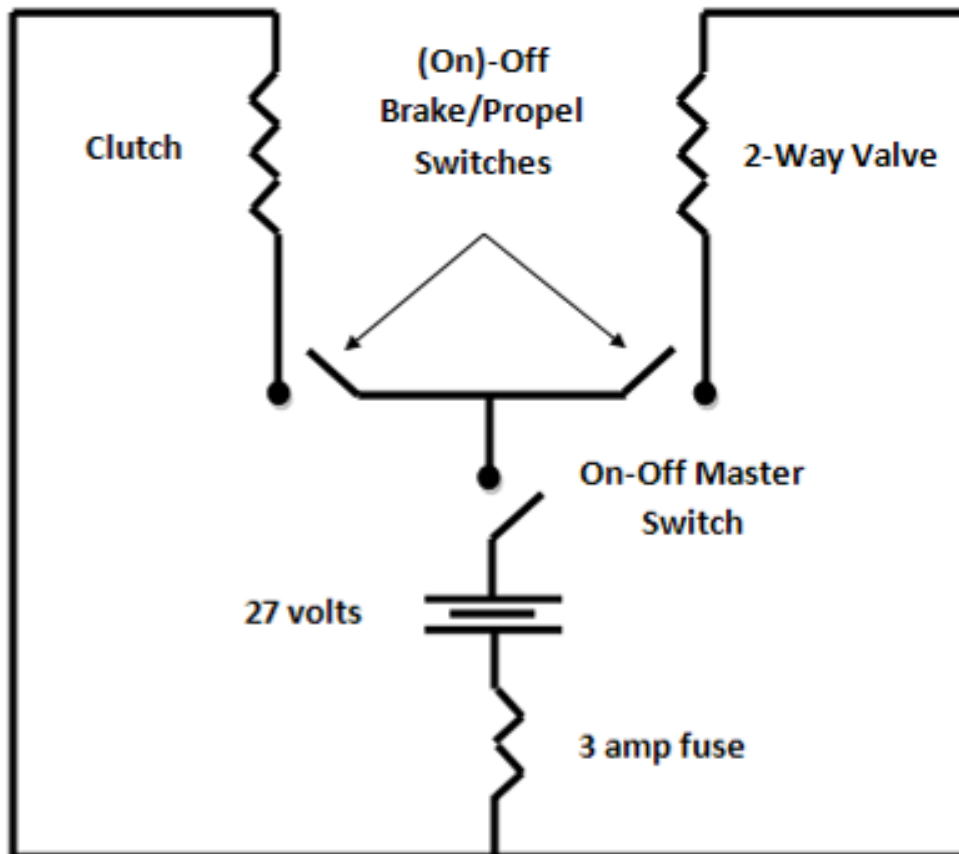 (On)-Off
Brake/Propel
Switches
Clutch
2-Way Valve
On-Off Master
Switch
27 volts
3 amp fuse